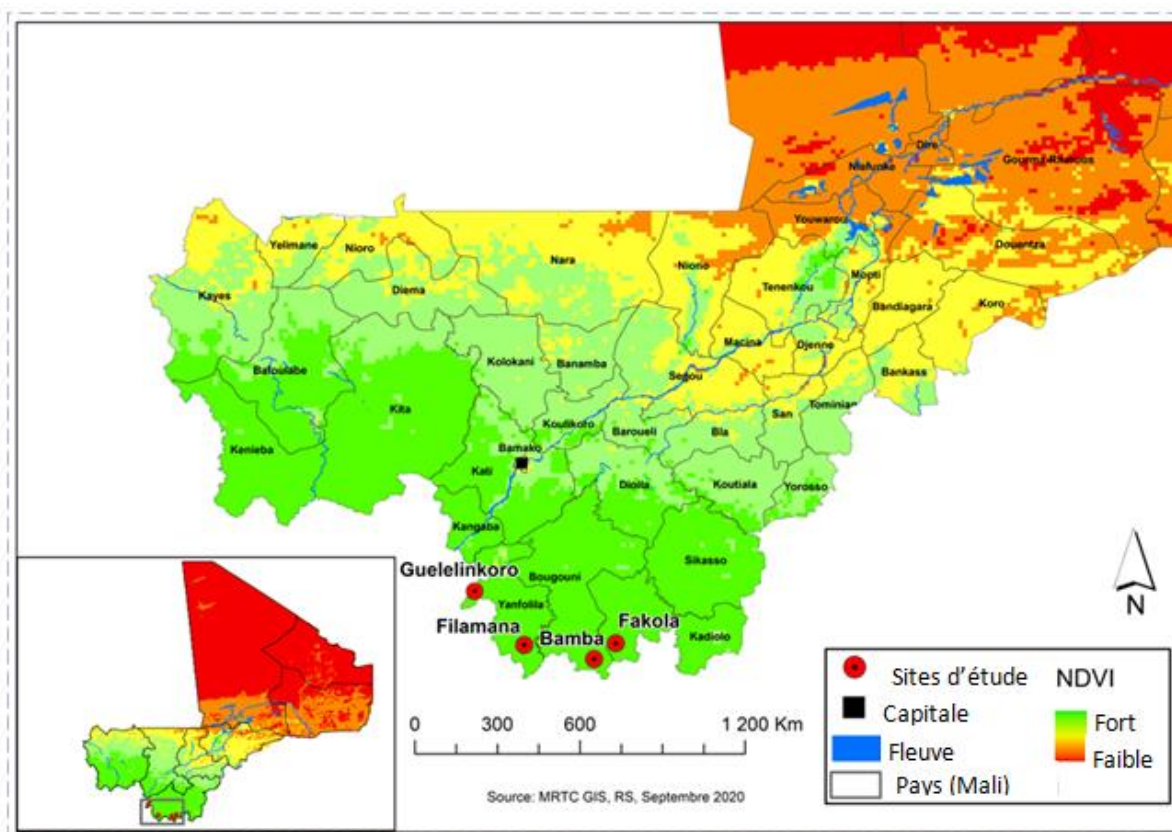 Dire
Niafunke
Gourma-Rharous
Youwarou
Yelimane
Nioro
Nara
Niono
Douentza
Mopti
Kayes
Diema
Tenenkou
Bandiagara
Koro
Macina
Djenne
Kolokani
Banamba
Bafoulabe
Segou
Bankass
Kita
San
Tominian
Koulikoro
Baroueli
Bla
Kenieba
Bamako
Kati
Dioila
Koutiala
Yorosso
Kangaba
Sikasso
Guelelinkoro
Bougouni
Yanfolila
Fakola
Filamana
Bamba
Kadiolo
N
Sites d'étude
NDVI
Capitale
Fort
Fleuve
Faible
Pays (Mali)
0 300 600 1 200 Km
Source: MRTC GIS, RS, Septembre 2020